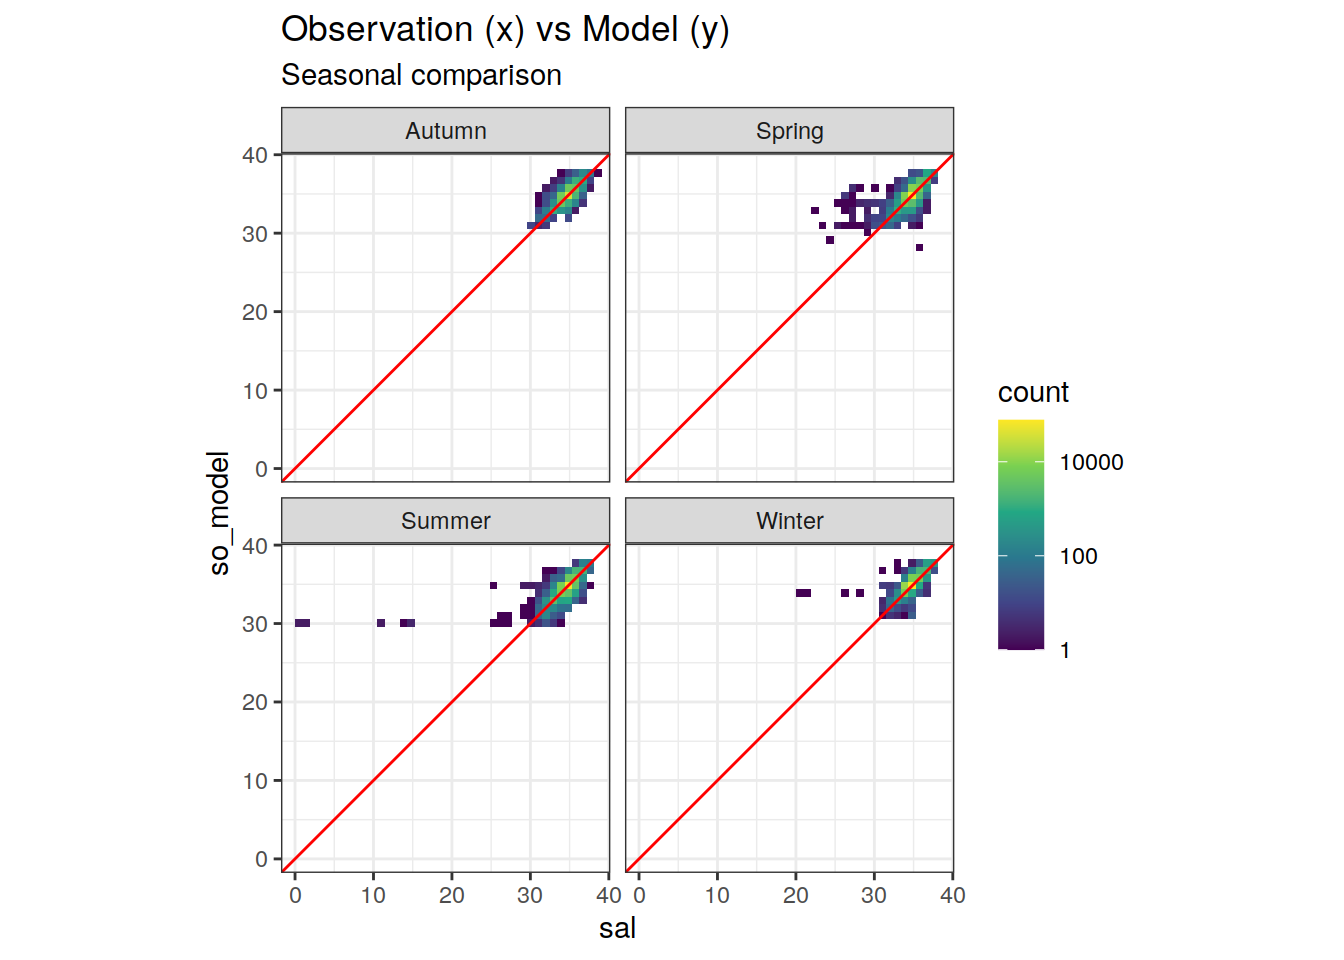 Observation (x) vs Model (y)
Seasonal comparison
Autumn
Spring
40
30
20
10
0
Summer
Winter
40
30
20
10
0
0 10 20 30 40
0 10 20 30 40
sal
so_model
count
10000
100
1